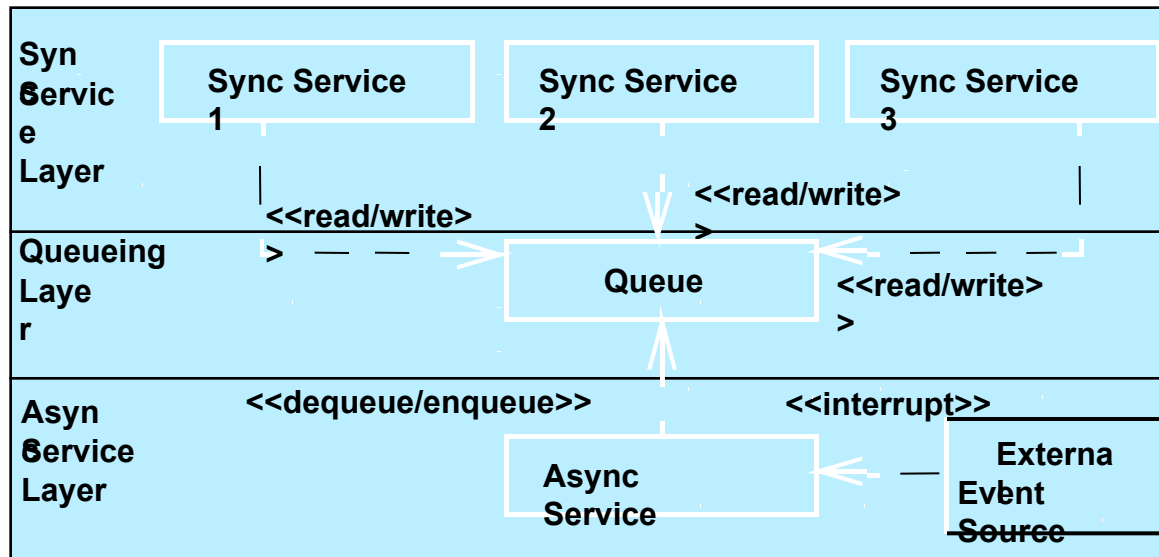 Syn
c
Servic
e
Layer
Sync Service
1
Sync Service
2
Sync Service
3
<<read/write>
>
<<read/write>
>
Queueing
Laye
r
Queue
<<read/write>
>
<<dequeue/enqueue>>
<<interrupt>>
Asyn
c
Service
Layer
Async
Service
Externa
l
Event
Source